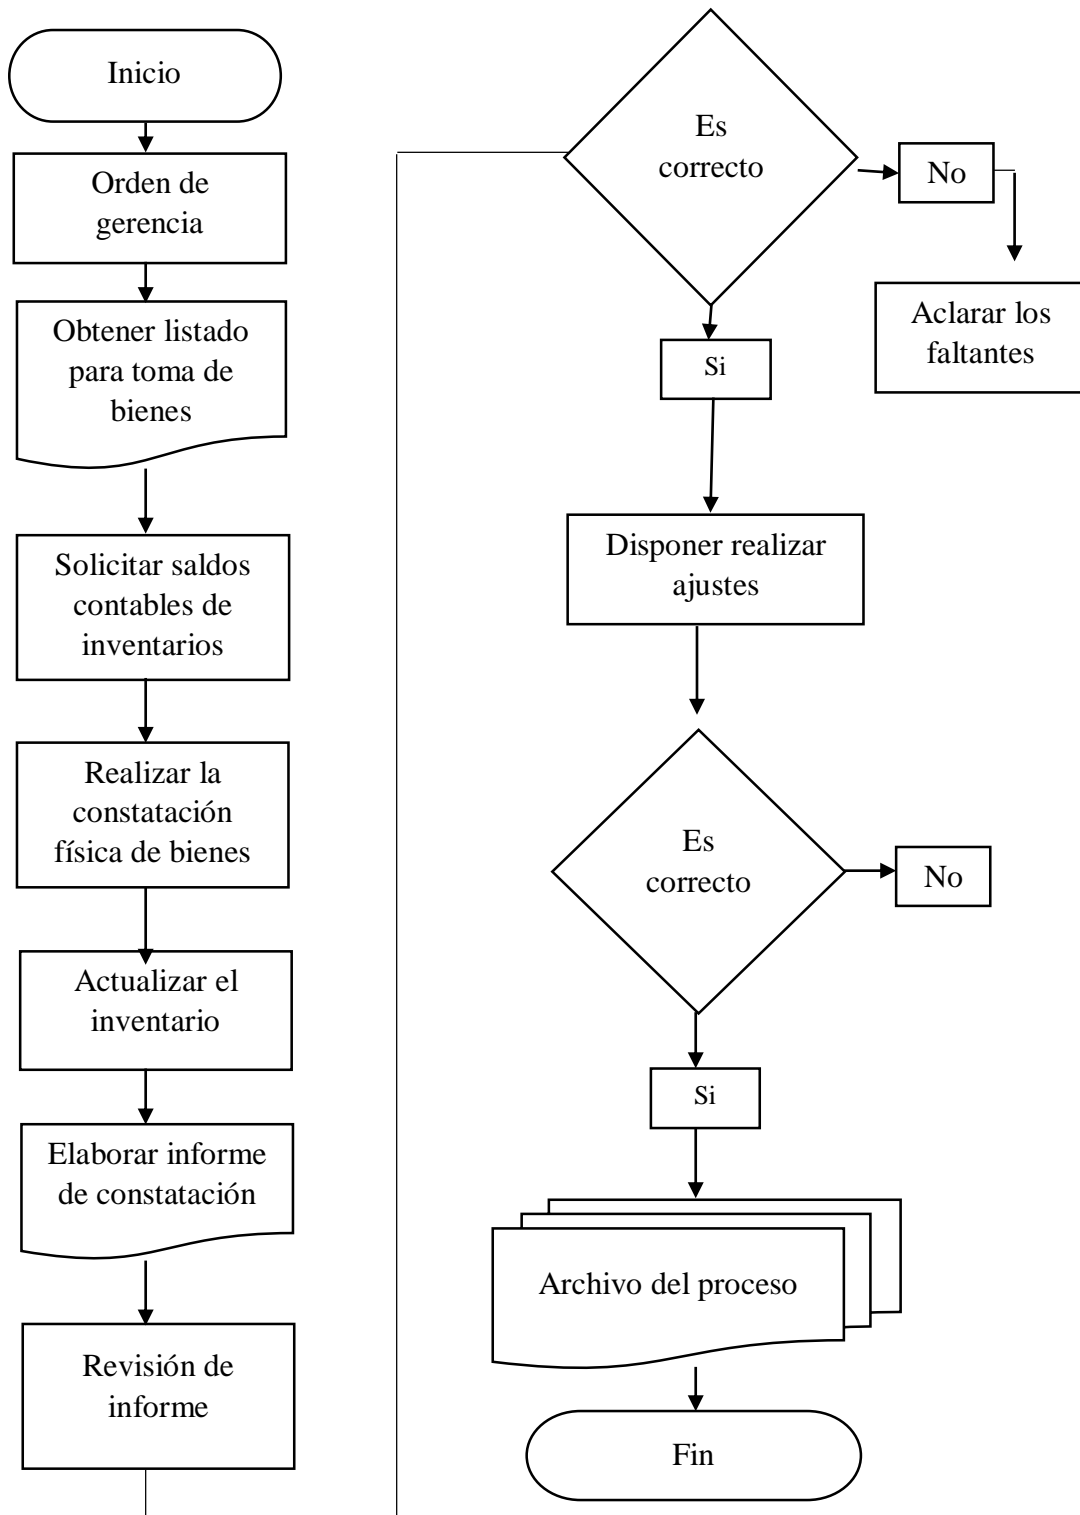 Inicio
Orden de
gerencia
Obtener listado
para toma de
bienes
Solicitar saldos
contables de
inventarios
Realizar la
constatación
física de bienes
Actualizar el
inventario
Elaborar informe
de constatación
Revisión de
informe
Es
correcto
No
Aclarar los
faltantes
Si
Disponer realizar
ajustes
Es
correcto
No
Si
Archivo del proceso
Fin